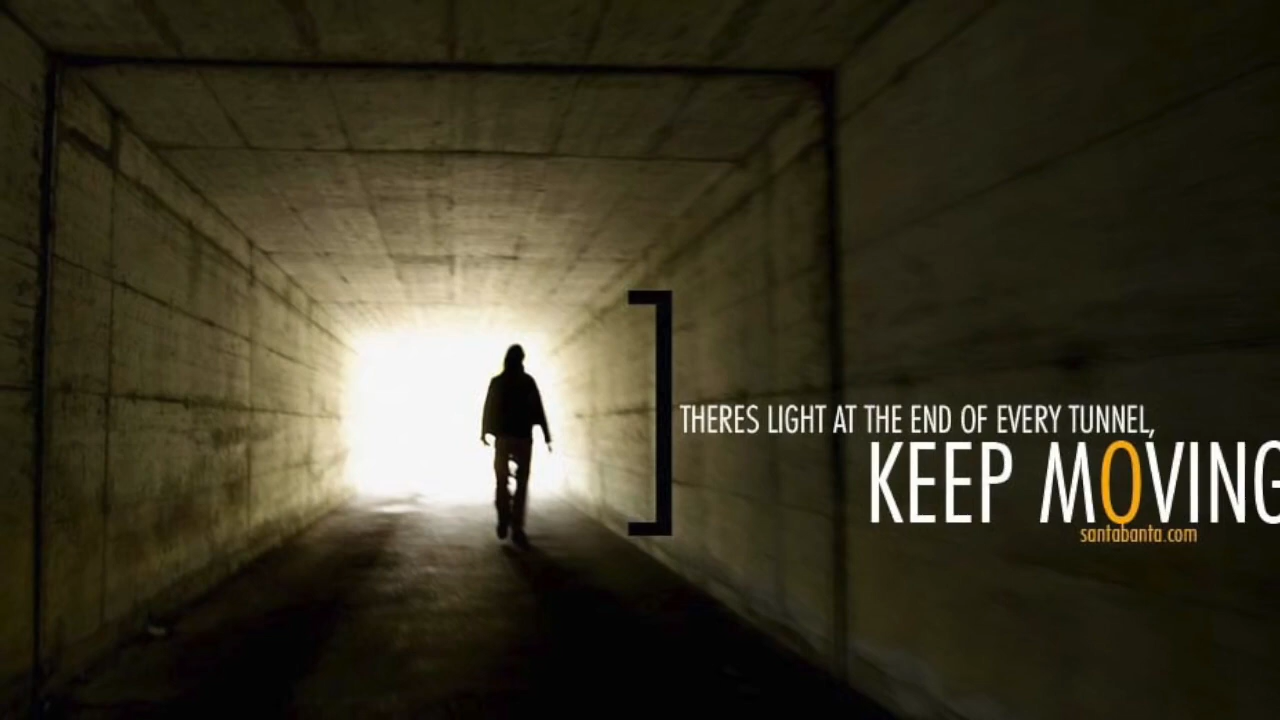 THERES LIGHT AT THE END OF EVERY TUNNEL,
KEEP MOVING
santabanta.com